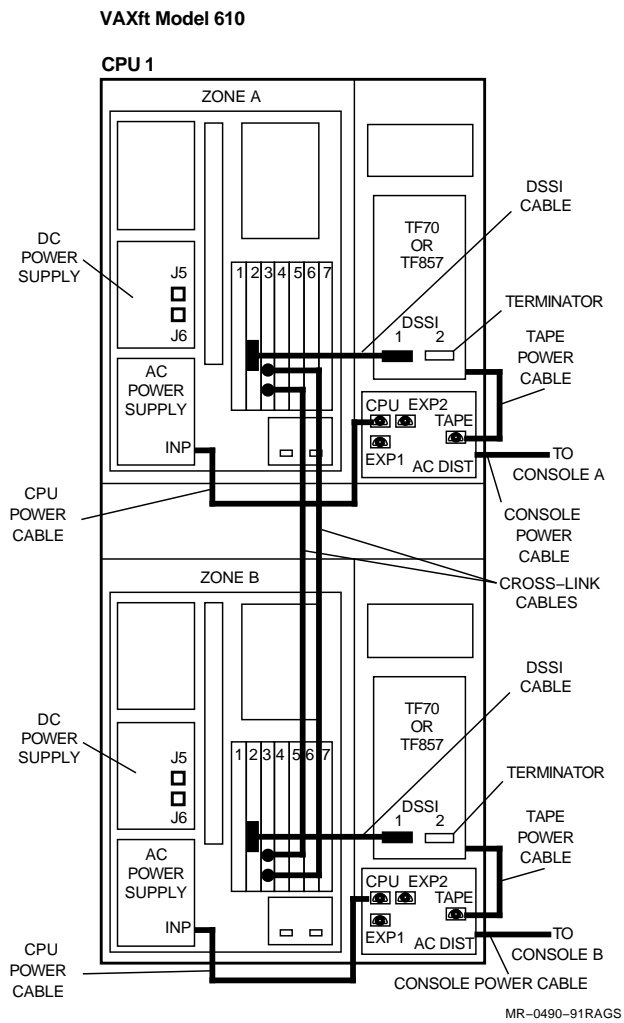 VAXft Model 610
CPU 1
ZONE A
DSSI
CABLE
TF70
OR
TF857
DC
POWER
SUPPLY
J5
J6
1 2 3 4 5 6 7
DSSI
1 2
TERMINATOR
TAPE
POWER
CABLE
AC
POWER
SUPPLY
INP
CPU EXP2
TAPE
EXP1
AC DIST
TO
CONSOLE A
CPU
POWER
CABLE
CONSOLE
POWER
CABLE
ZONE B
CROSS–LINK
CABLES
DSSI
CABLE
TF70
OR
TF857
DC
POWER
SUPPLY
J5
J6
1 2 3 4 5 6 7
DSSI
1 2
TERMINATOR
TAPE
POWER
CABLE
AC
POWER
SUPPLY
INP
CPU EXP2
TAPE
EXP1
AC DIST
TO
CONSOLE B
CPU
POWER
CABLE
CONSOLE POWER CABLE
MR–0490–91RAGS